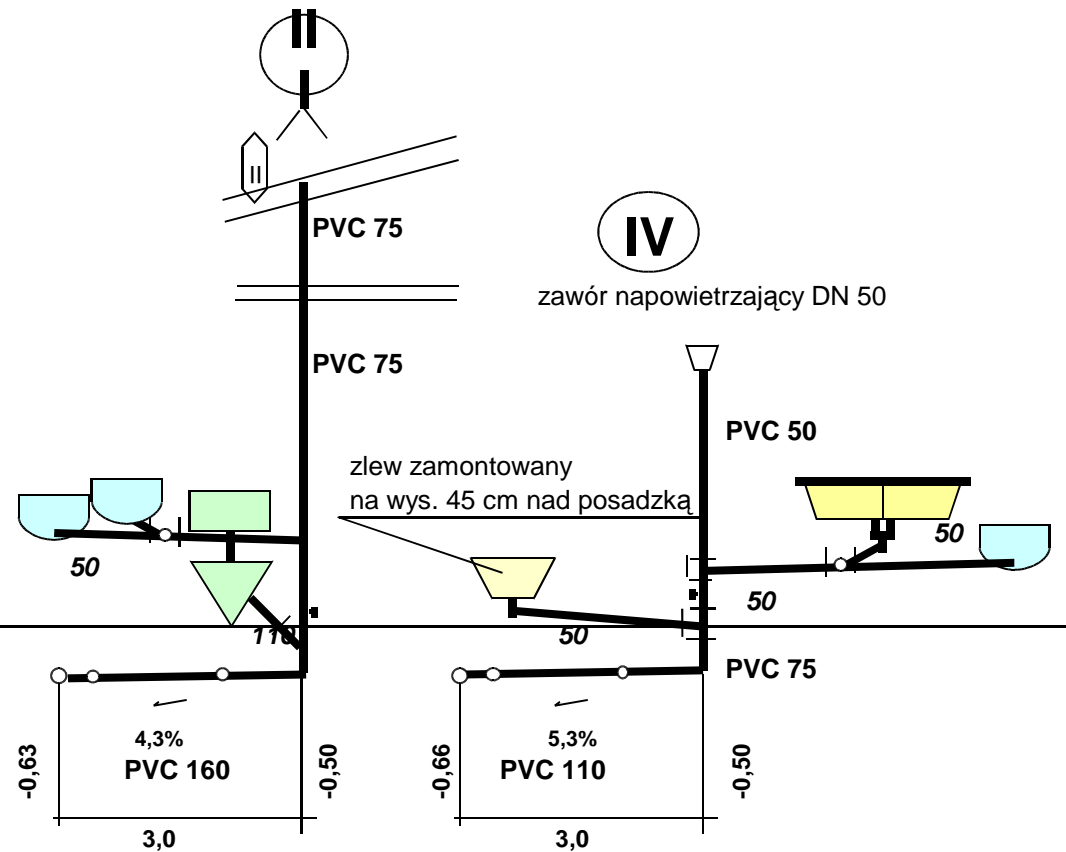 II
II
PVC 75
IV
zawór napowietrzający DN 50
PVC 75
PVC 50
zlew zamontowany
na wys. 45 cm nad posadzką
50
50
50
110
50
PVC 75
4,3%
PVC 160
-0,63
-0,50
3,0
5,3%
PVC 110
-0,66
-0,50
3,0